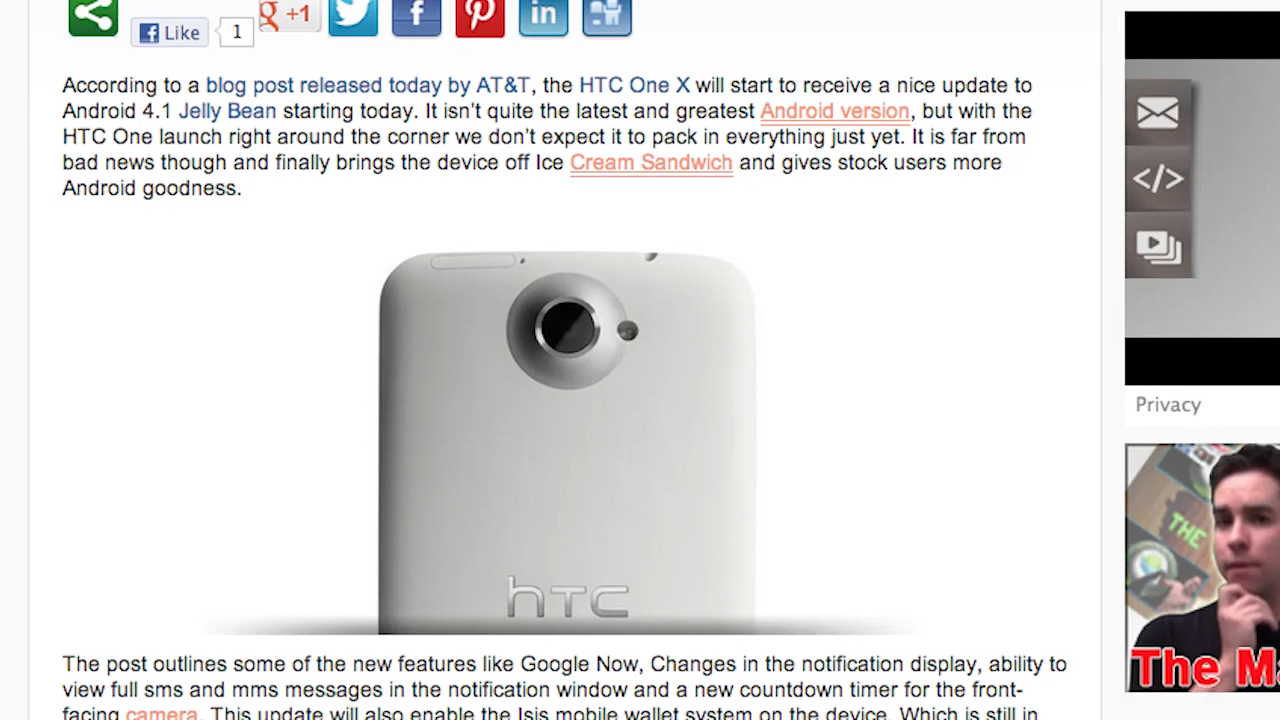 Like 1
g +1
f
in
According to a blog post released today by AT&T, the HTC One X will start to receive a nice update to
Android 4.1 Jelly Bean starting today. It isn't quite the latest and greatest Android version, but with the
HTC One launch right around the corner we don't expect it to pack in everything just yet. It is far from
bad news though and finally brings the device off Ice Cream Sandwich and gives stock users more
Android goodness.
hTC
Privacy
THE
The Ma
The post outlines some of the new features like Google Now, Changes in the notification display, ability to
view full sms and mms messages in the notification window and a new countdown timer for the front-
facing camera. This update will also enable the Isis mobile wallet system on the device. Which is still in